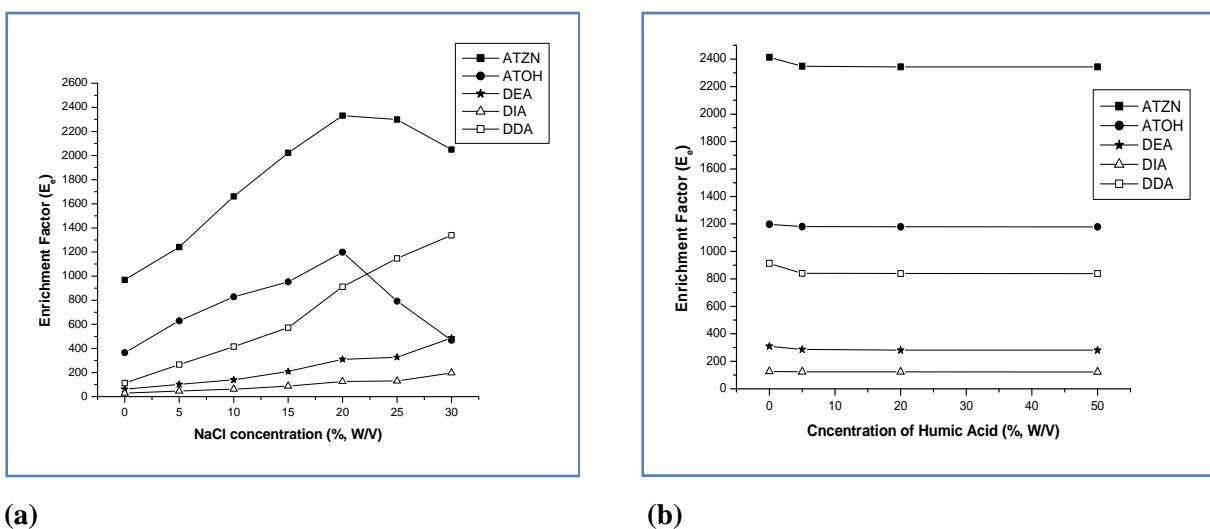 ATZN
ATOH
DEA
DIA
DDA
2600
2400
2200
2000
1800
1600
1400
1200
1000
800
600
400
200
0
Enrichment Factor (Ee)
0 5 10 15 20 25 30
NaCl concentration (%, W/V)
(a)
ATZN
ATOH
DEA
DIA
DDA
2400
2200
2000
1800
1600
1400
1200
1000
800
600
400
200
0
Enrichment Factor (Ee)
0 10 20 30 40 50
Cncentration of Humic Acid (%, W/V)
(b)